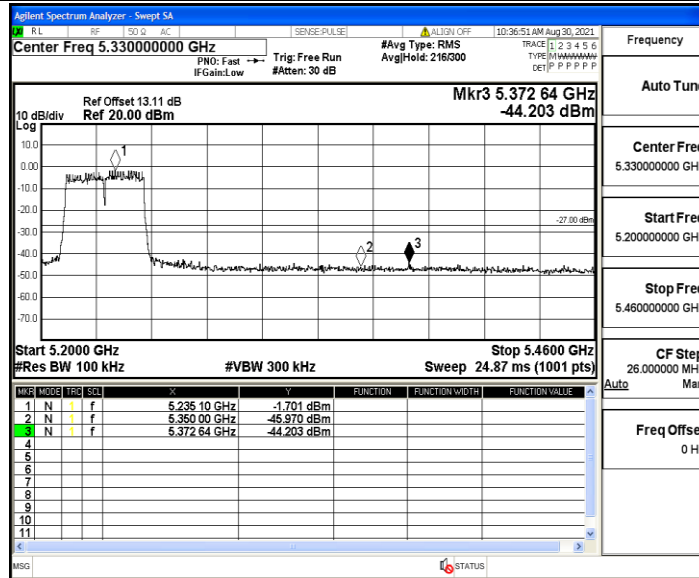 Agilent Spectrum Analyzer - Swept SA
RL RF 50 Ω AC SENSE:PULSE ALIGN OFF 10:36:51 AM Aug 30, 2021
Center Freq 5.330000000 GHz #Avg Type: RMS TRACE 1 2 3 4 5 6
PNO: Fast Trig: Free Run Avg|Hold: 216/300 TYPE
IFGain:Low #Atten: 30 dB DET P P P P P P
Mkr3 5.372 64 GHz
Ref Offset 13.11 dB
10 dB/div Ref 20.00 dBm -44.203 dBm
Log
10.0
1
0.00
-10.0
-20.0
-27.00 dBm
-30.0
2 3
-40.0
-50.0
-60.0
-70.0
Start 5.2000 GHz Stop 5.4600 GHz
#Res BW 100 kHz #VBW 300 kHz Sweep 24.87 ms (1001 pts)
MKR MODE TRC SCL X Y FUNCTION FUNCTION WIDTH FUNCTION VALUE
1 N 1 f 5.235 10 GHz -1.701 dBm
2 N 1 f 5.350 00 GHz -45.970 dBm
3 N 1 f 5.372 64 GHz -44.203 dBm
4
5
6
7
8
9
10
11
MSG STATUS
Frequency
Auto Tun
Center Fre
5.330000000 GH
Start Fre
5.200000000 GH
Stop Fre
5.460000000 GH
CF Step
26.000000 MH
Auto Ma
Freq Offse
0 H